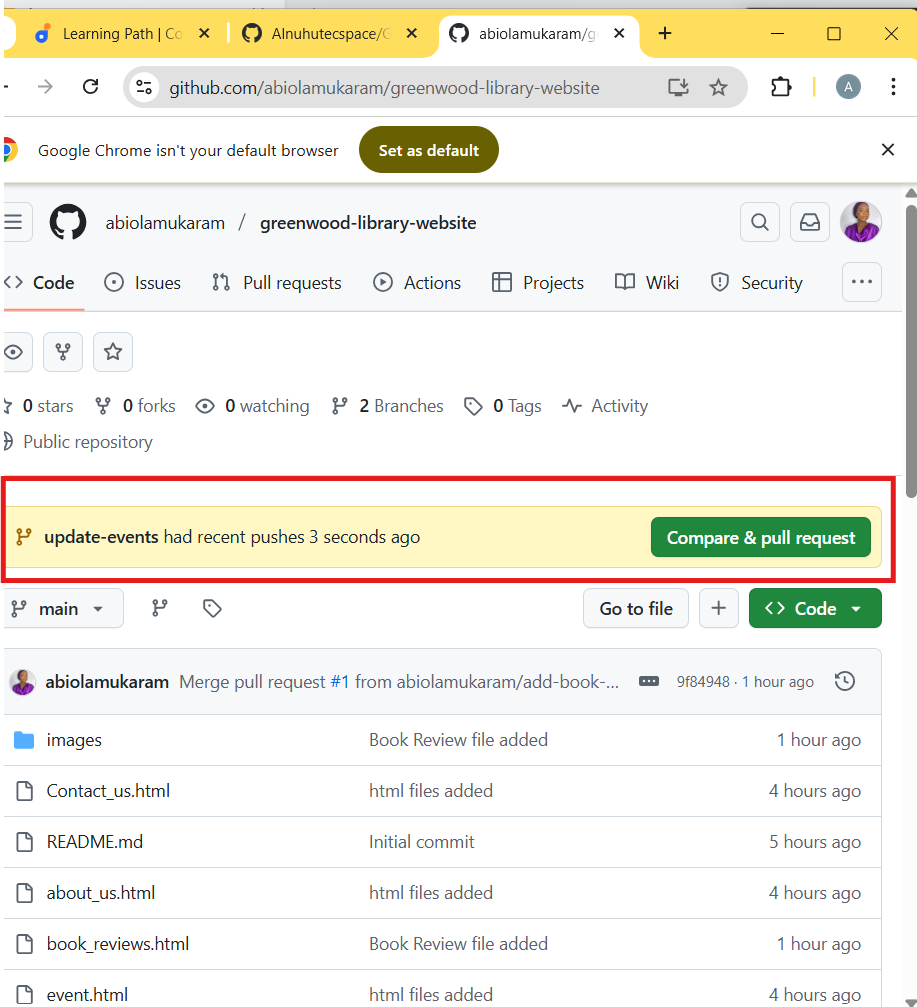 Learning Path | Co
Alnuhutecspace/G
abiolamukaram/g
github.com/abiolamukaram/greenwood-library-website
A
Google Chrome isn't your default browser
Set as default
abiolamukaram / greenwood-library-website
Code
Issues
Pull requests
Actions
Projects
Wiki
Security
0 stars
0 forks
0 watching
2 Branches
0 Tags
Activity
Public repository
update-events had recent pushes 3 seconds ago
Compare & pull request
main
Go to file
Code
abiolamukaram Merge pull request #1 from abiolamukaram/add-book-...
9f84948 · 1 hour ago
images Book Review file added 1 hour ago
Contact_us.html html files added 4 hours ago
README.md Initial commit 5 hours ago
about_us.html html files added 4 hours ago
book_reviews.html Book Review file added 1 hour ago
event.html html files added 4 hours ago